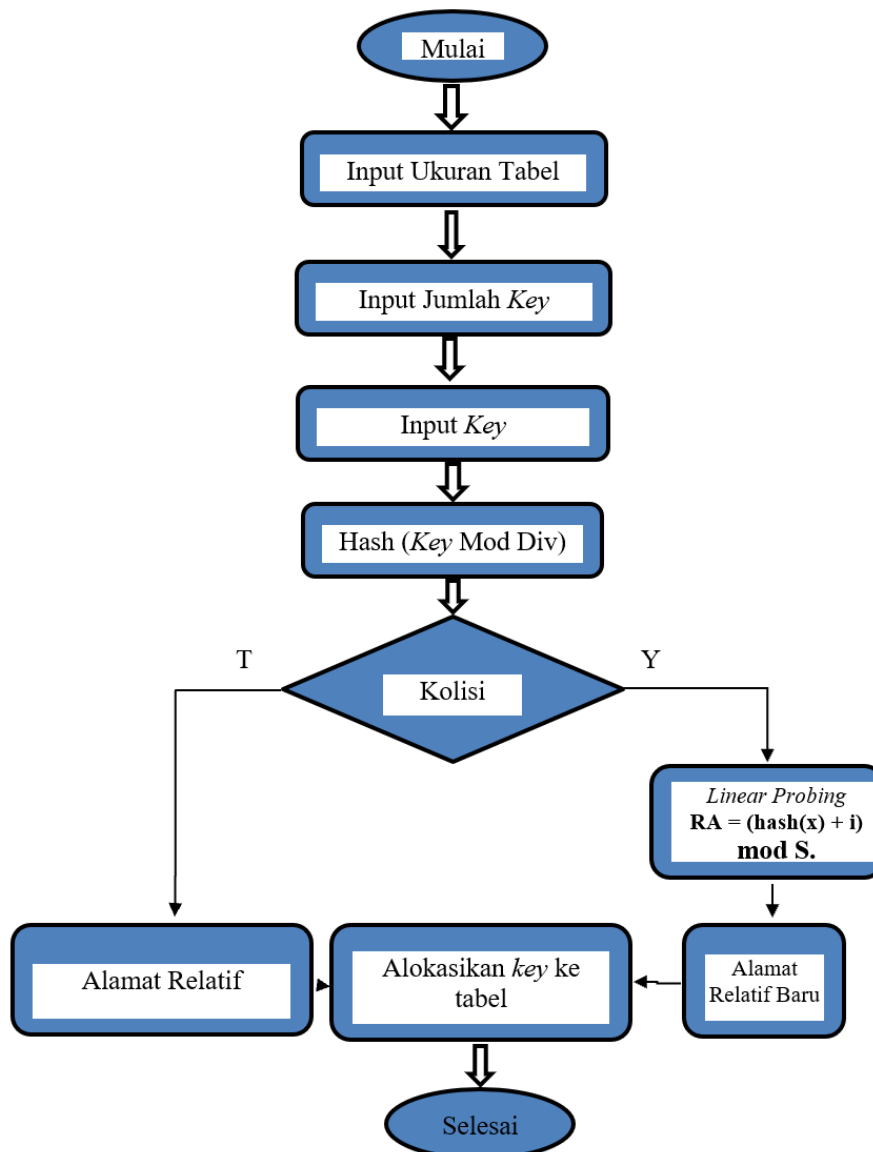 Mulai
Input Ukuran Tabel
Input Jumlah Key
Input Key
Hash (Key Mod Div)
T
Y
Kolisi
Linear Probing
RA = (hash(x) + i)
mod S.
Alamat Relatif
Alokasikan key ke
tabel
Alamat
Relatif Baru
Selesai